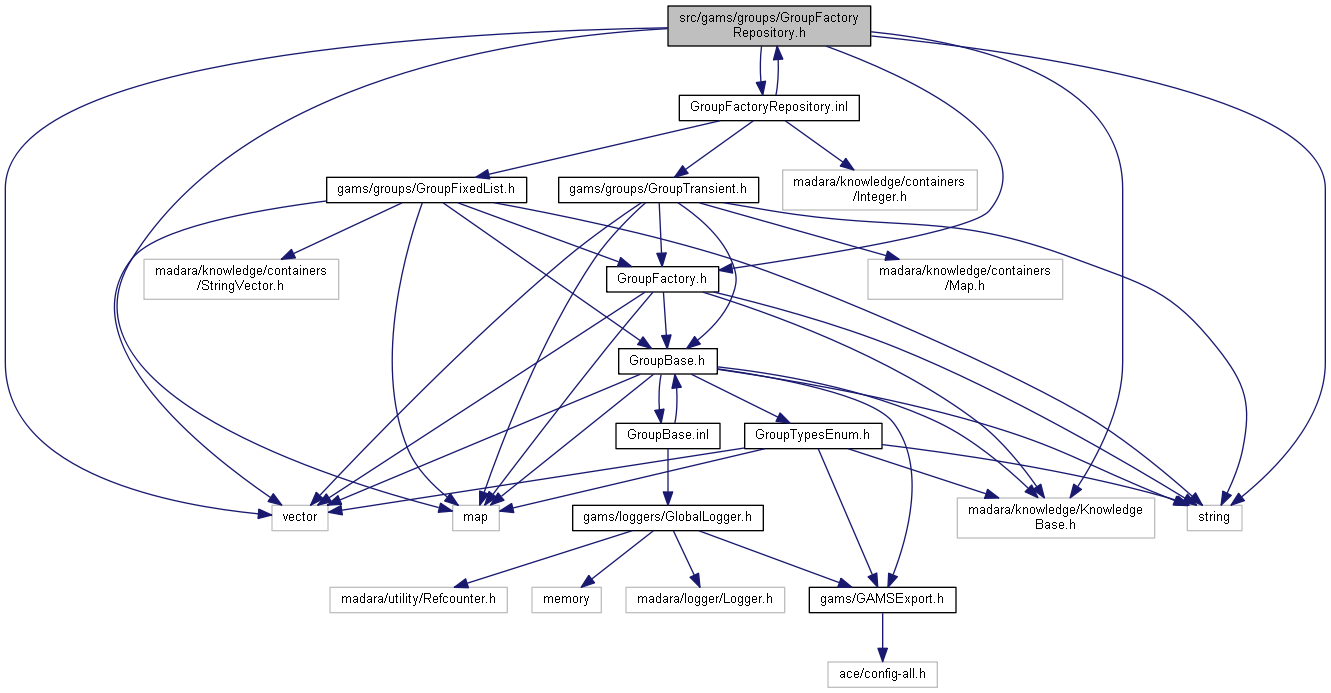 src/gams/groups/GroupFactory
Repository.h
GroupFactoryRepository.inl
gams/groups/GroupFixedList.h
gams/groups/GroupTransient.h
madara/knowledge/containers
/Integer.h
madara/knowledge/containers
/StringVector.h
GroupFactory.h
madara/knowledge/containers
/Map.h
GroupBase.h
GroupBase.inl
GroupTypesEnum.h
vector
map
gams/loggers/GlobalLogger.h
madara/knowledge/Knowledge
Base.h
string
madara/utility/Refcounter.h
memory
madara/logger/Logger.h
gams/GAMSExport.h
ace/config-all.h